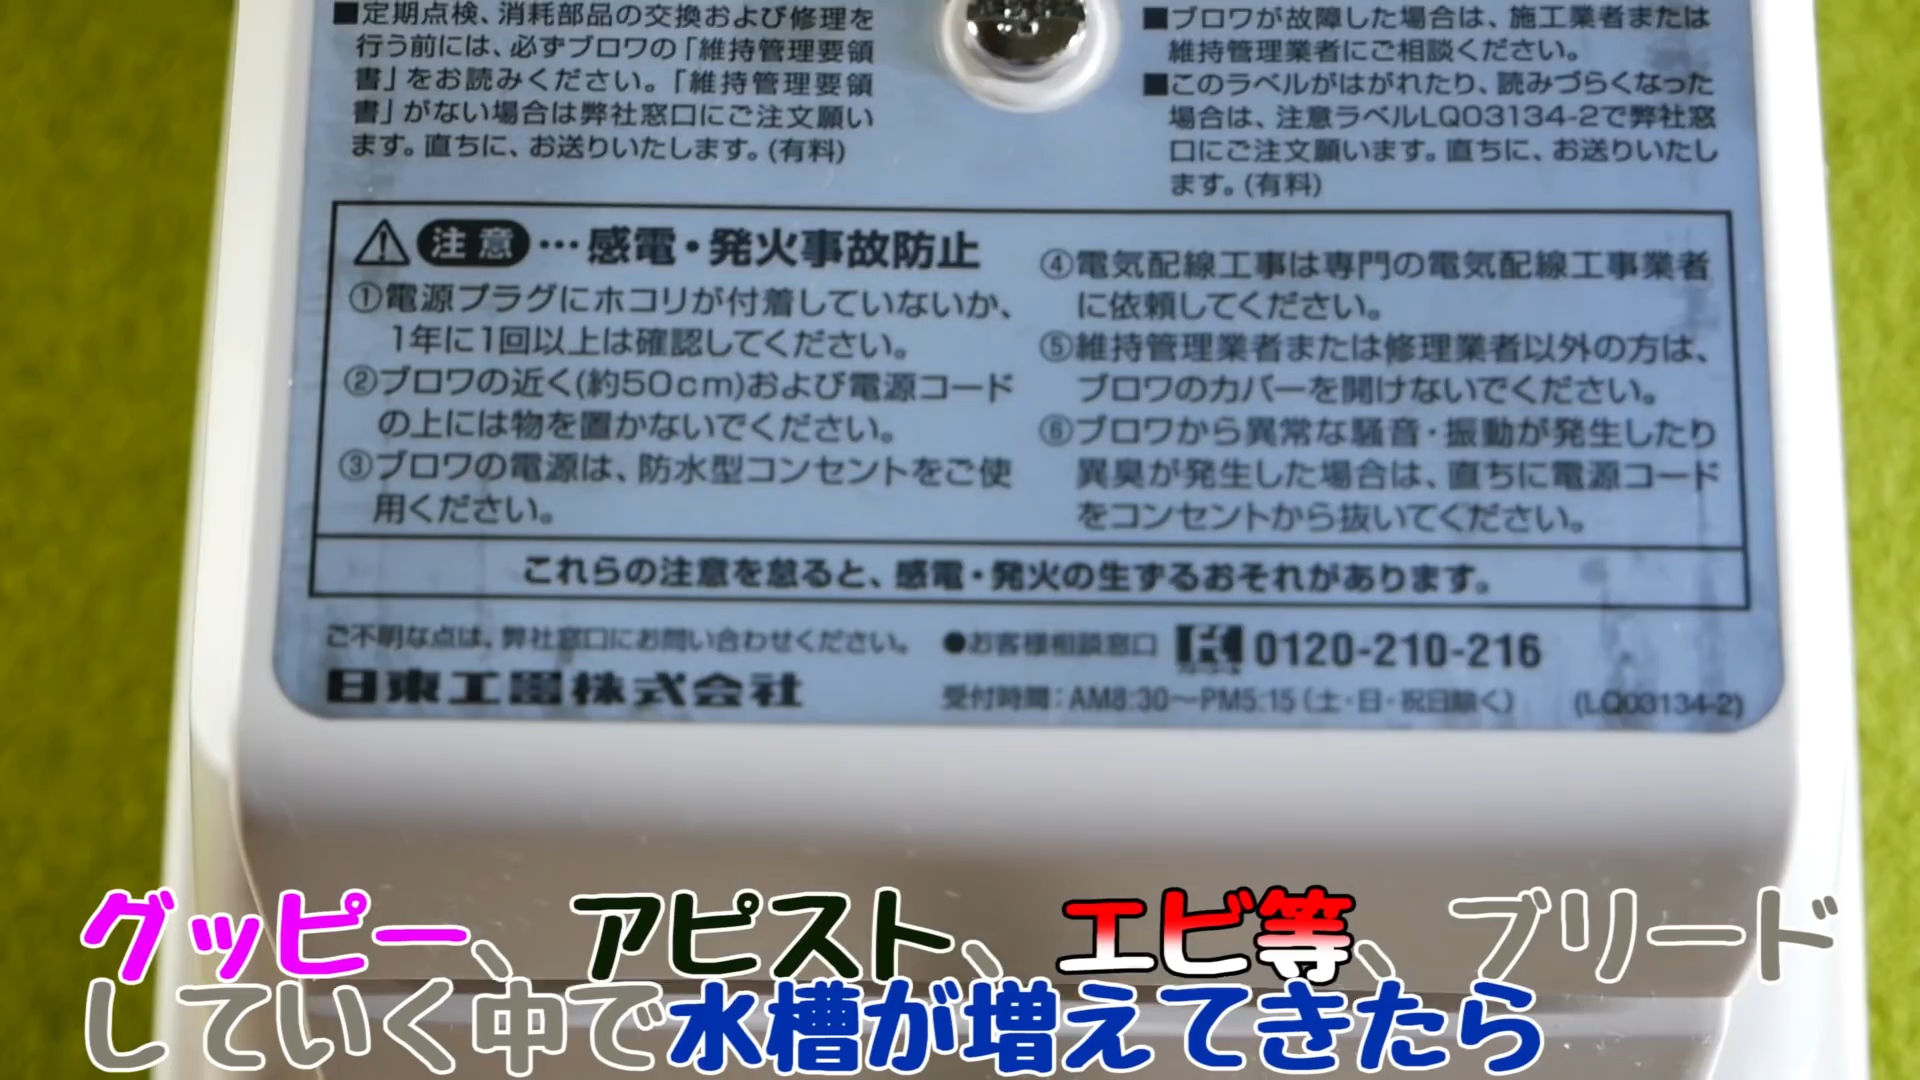 ■定期点検、消耗部品の交換および修理を
行う前には、必ずブロワの「維持管理要領
書」をお読みください。「維持管理要領
書」がない場合は弊社窓口にご注文願い
ます。直ちに、お送りいたします。(有料)
■ブロワが故障した場合は、施工業者または
維持管理業者にご相談ください。
■このラベルがはがれたり、読みづらくなった
場合は、注意ラベルLQ03134-2で弊社窓
口にご注文願います。直ちに、お送りいたし
ます。(有料)
注意…感電・発火事故防止
①電源プラグにホコリが付着していないか、
1年に1回以上は確認してください。
②ブロワの近く(約50cm)および電源コード
の上には物を置かないでください。
③ブロワの電源は、防水型コンセントをご使
用ください。
④電気配線工事は専門の電気配線工事業者
に依頼してください。
⑤維持管理業者または修理業者以外の方は、
ブロワのカバーを開けないでください。
⑥ブロワから異常な騒音・振動が発生したり
異臭が発生した場合は、直ちに電源コード
をコンセントから抜いてください。
これらの注意を怠ると、感電・発火の生ずるおそれがあります。
ご不明な点は、弊社窓口にお問い合わせください。
●お客様相談窓口 0120-210-216
日東工器株式会社
受付時間：AM8:30～PM5:15(土・日・祝日除く)
(LQ03134-2)
グッピー、アピスト、エビ等、ブリード
していく中で水槽が増えてきたら